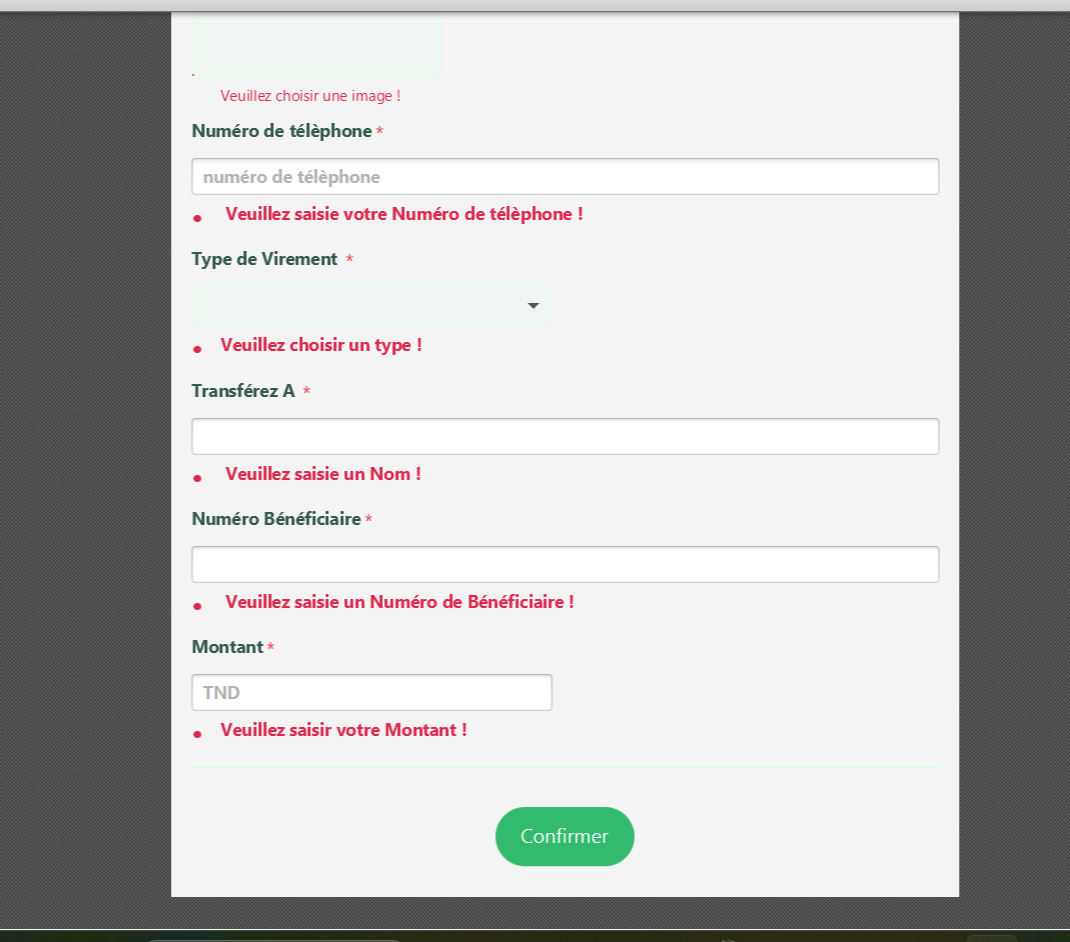 Veuillez choisir une image !
Numéro de télèphone *
numéro de télèphone
• Veuillez saisie votre Numéro de télèphone !
Type de Virement *
• Veuillez choisir un type !
Transférez A *
• Veuillez saisie un Nom !
Numéro Bénéficiaire *
• Veuillez saisie un Numéro de Bénéficiaire !
Montant *
TND
• Veuillez saisir votre Montant !
Confirmer